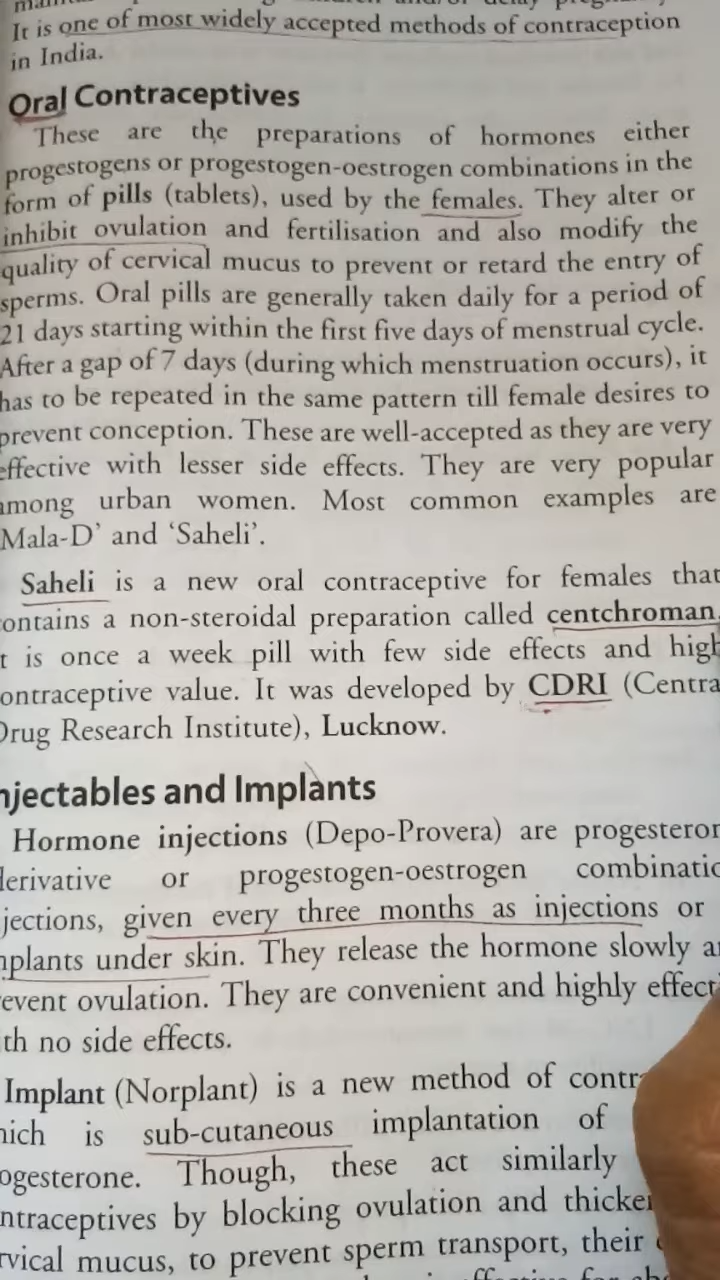 It is one of most widely accepted methods of contraception
in India.
Oral Contraceptives
These are the preparations of hormones either
progestogens or progestogen-oestrogen combinations in the
form of pills (tablets), used by the females. They alter or
inhibit ovulation and fertilisation and also modify the
quality of cervical mucus to prevent or retard the entry of
sperms. Oral pills are generally taken daily for a period of
21 days starting within the first five days of menstrual cycle.
After a gap of 7 days (during which menstruation occurs), it
has to be repeated in the same pattern till female desires to
prevent conception. These are well-accepted as they are very
effective with lesser side effects. They are very popular
among urban women. Most common examples are
Mala-D’ and ‘Saheli’.
Saheli is a new oral contraceptive for females that
ontains a non-steroidal preparation called centchroman.
t is once a week pill with few side effects and high
ontraceptive value. It was developed by CDRI (Centra
Drug Research Institute), Lucknow.
njectables and Implants
Hormone injections (Depo-Provera) are progesteron
derivative or progestogen-oestrogen combinatio
jections, given every three months as injections or
nplants under skin. They release the hormone slowly a
event ovulation. They are convenient and highly effect
th no side effects.
Implant (Norplant) is a new method of contra
hich is sub-cutaneous implantation of
ogesterone. Though, these act similarly
ntraceptives by blocking ovulation and thicke
rvical mucus, to prevent sperm transport, their